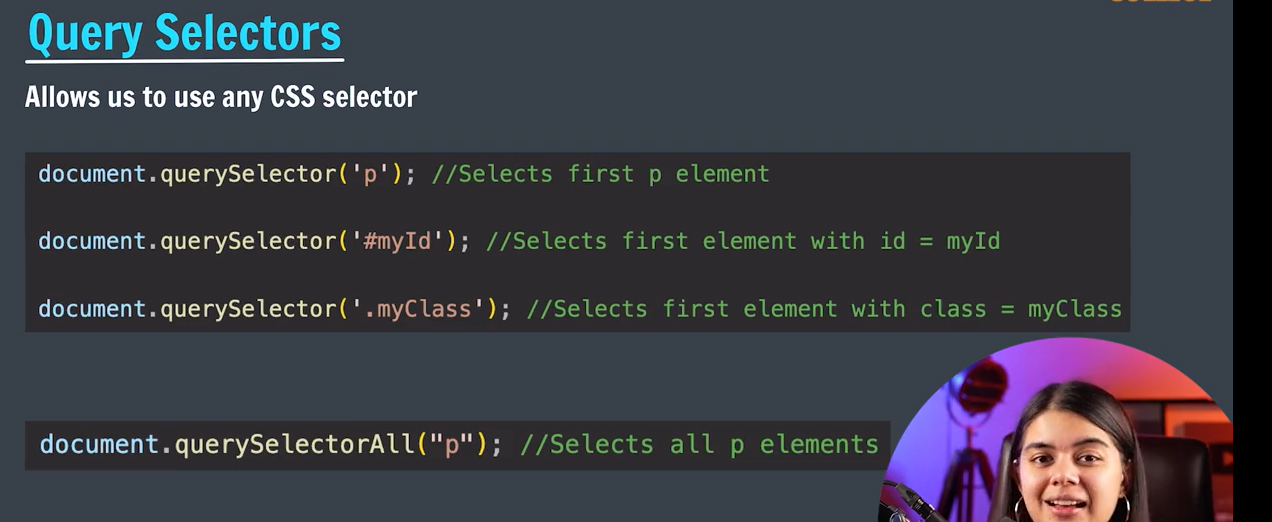 Query Selectors
Allows us to use any CSS selector
document.querySelector('p'); //Selects first p element
document.querySelector('#myId'); //Selects first element with id = myId
document.querySelector('.myClass'); //Selects first element with class = myClass
document.querySelectorAll("p"); //Selects all p elements